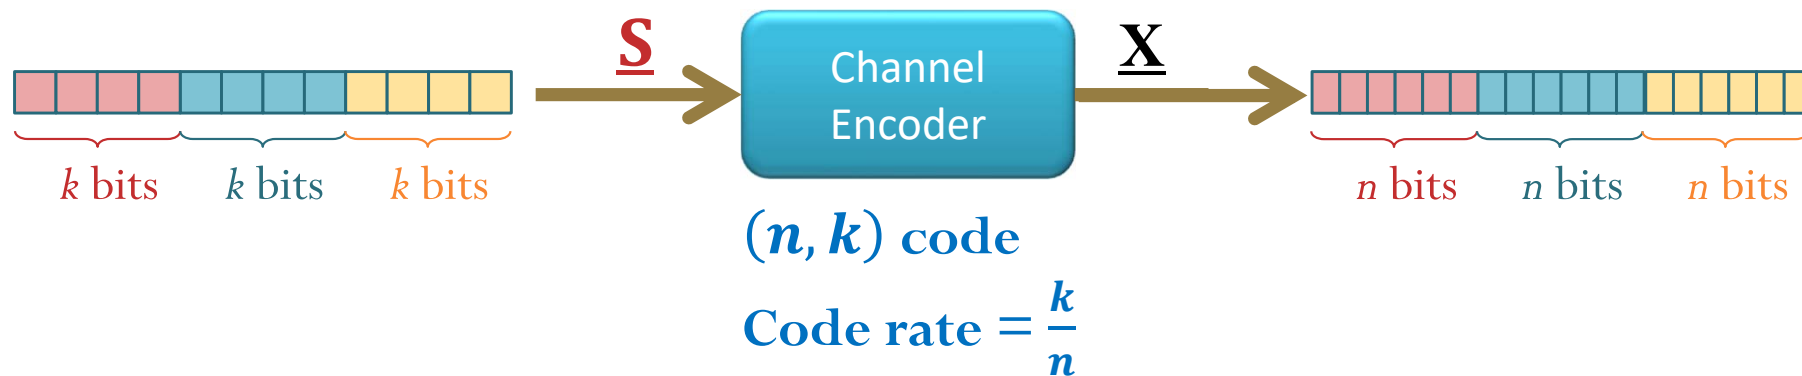 S
X
Channel
Encoder
k bits
k bits
k bits
n bits
n bits
n bits
(n, k) code
Code rate = k/n